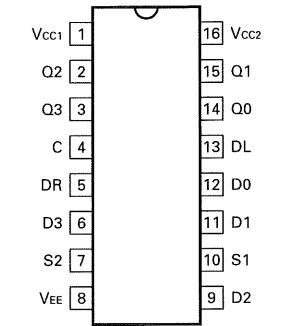 VCC1 1 16 VCC2
Q2 2 15 Q1
Q3 3 14 Q0
C 4 13 DL
DR 5 12 D0
D3 6 11 D1
S2 7 10 S1
VEE 8 9 D2